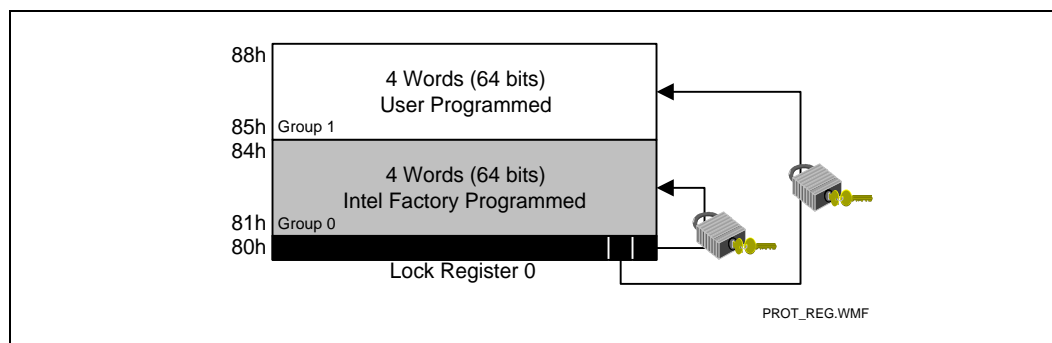 88h
4 Words (64 bits)
User Programmed
85h Group 1
84h
4 Words (64 bits)
Intel Factory Programmed
81h Group 0
80h
Lock Register 0
PROT_REG.WMF